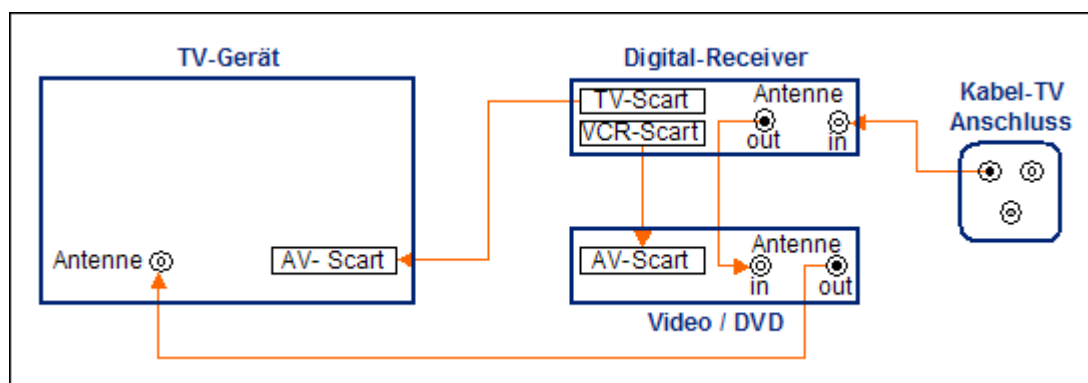 TV-Gerät
Digital-Receiver
Kabel-TV
Anschluss
TV-Scart
VCR-Scart
Antenne
out
in
Antenne
AV- Scart
AV-Scart
Antenne
in
out
Video / DVD